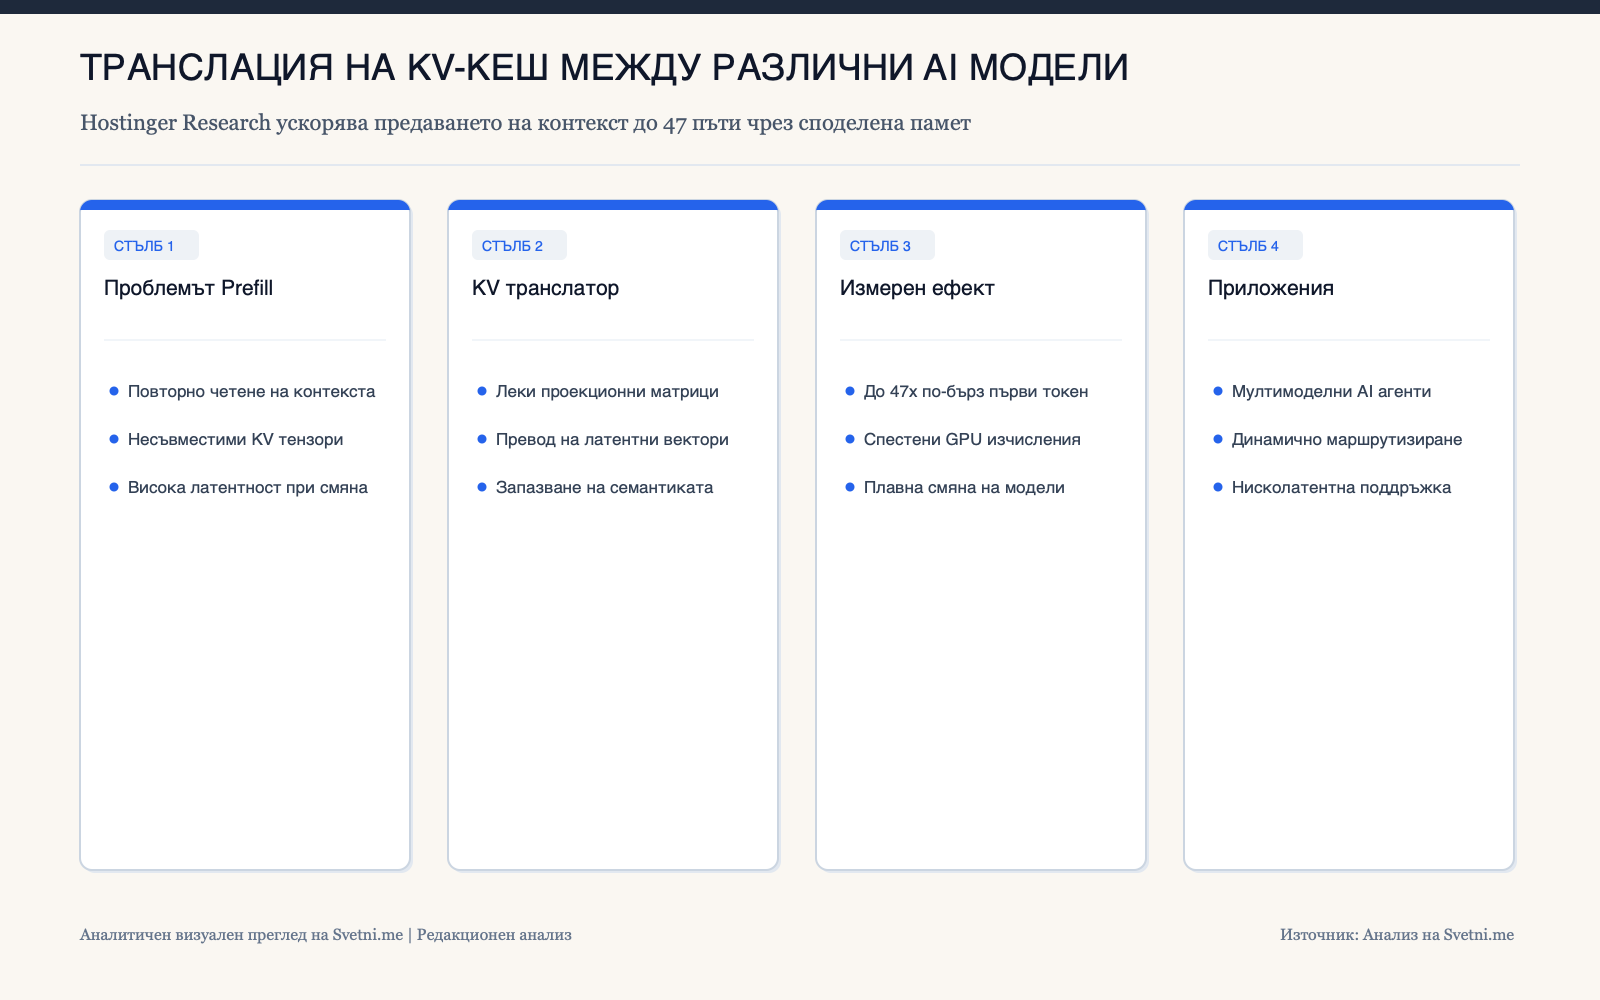 ТРАНСЛАЦИЯ НА KV-КЕШ МЕЖДУ РАЗЛИЧНИ AI МОДЕЛИ
Hostinger Research ускорява предаването на контекст до 47 пъти чрез споделена памет
СТЪЛБ 1
Проблемът Prefill
Повторно четене на контекста
Несъвместими KV тензори
Висока латентност при смяна
СТЪЛБ 2
KV транслатор
Леки проекционни матрици
Превод на латентни вектори
Запазване на семантиката
СТЪЛБ 3
Измерен ефект
До 47x по-бърз първи токен
Спестени GPU изчисления
Плавна смяна на модели
СТЪЛБ 4
Приложения
Мултимоделни AI агенти
Динамично маршрутизиране
Нисколатентна поддръжка
Аналитичен визуален преглед на Svetni.me | Редакционен анализ
Източник: Анализ на Svetni.me